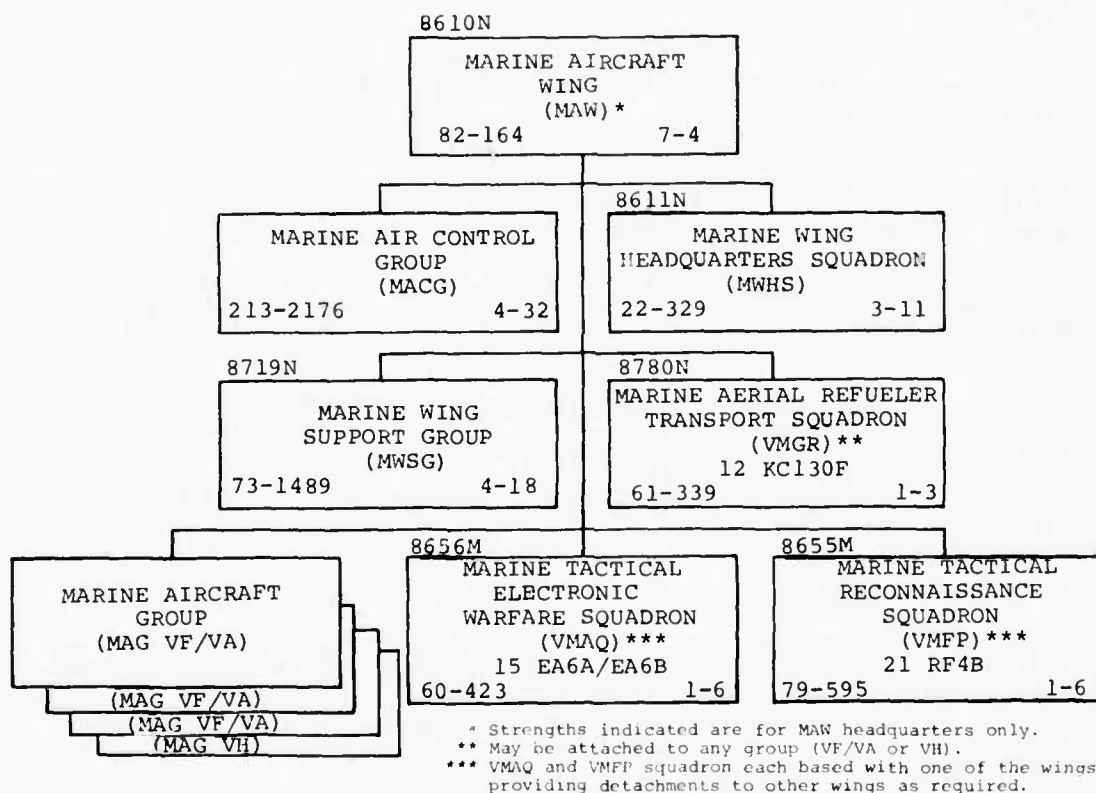 8610N
MARINE AIRCRAFT
WING
(MAW)*
82-164 7-4
MARINE AIR CONTROL
GROUP
(MACG)
213-2176 4-32
8611N
MARINE WING
HEADQUARTERS SQUADRON
(MWHS)
22-329 3-11
8719N
MARINE WING
SUPPORT GROUP
(MWSG)
73-1489 4-18
8780N
MARINE AERIAL REFUELER
TRANSPORT SQUADRON
(VMGR)**
12 KC130F
61-339 1-3
MARINE AIRCRAFT
GROUP
(MAG VF/VA)
(MAG VF/VA)
(MAG VF/VA)
(MAG VH)
8656M
MARINE TACTICAL
ELECTRONIC
WARFARE SQUADRON
(VMAQ)***
15 EA6A/EA6B
60-423 1-6
8655M
MARINE TACTICAL
RECONNAISSANCE
SQUADRON
(VMFP)***
21 RF4B
79-595 1-6
* Strengths indicated are for MAW headquarters only.
** May be attached to any group (VF/VA or VH).
*** VMAQ and VMFP squadron each based with one of the wings
providing detachments to other wings as required.